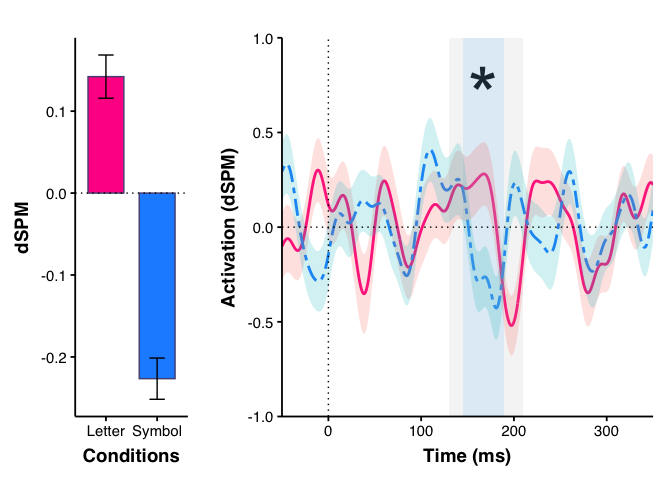 dSPM
0.1
0.0
-0.1
-0.2
Letter Symbol
Conditions
Activation (dSPM)
1.0
0.5
0.0
-0.5
-1.0
*
0 100 200 300
Time (ms)